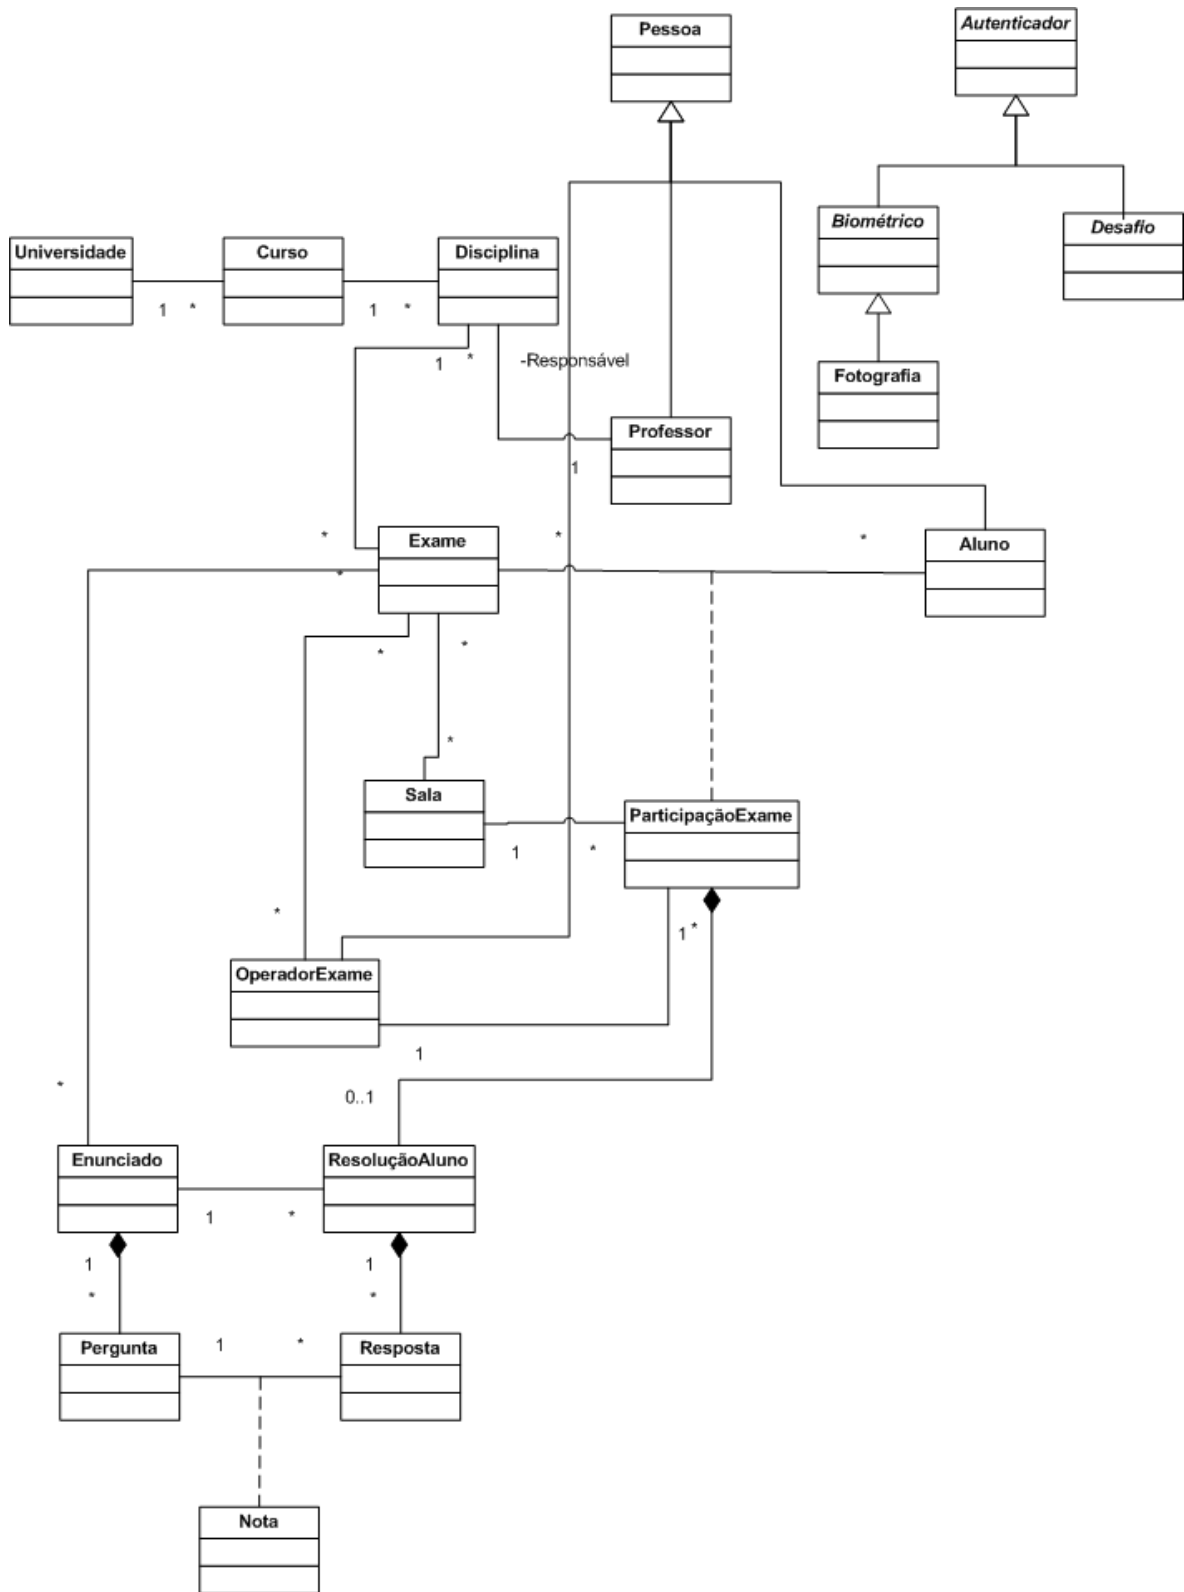 Pessoa
Autenticador
Biométrico
Desafio
Universidade
Curso
Disciplina
1 *
1 *
1 *
-Responsável
Fotografia
Professor
1
*
Exame
*
*
*
Aluno
*
*
*
Sala
ParticipaçãoExame
1 *
*
1 *
OperadorExame
1
*
0..1
Enunciado
ResoluçãoAluno
1 *
1
*
1
*
Pergunta
1 *
Resposta
Nota